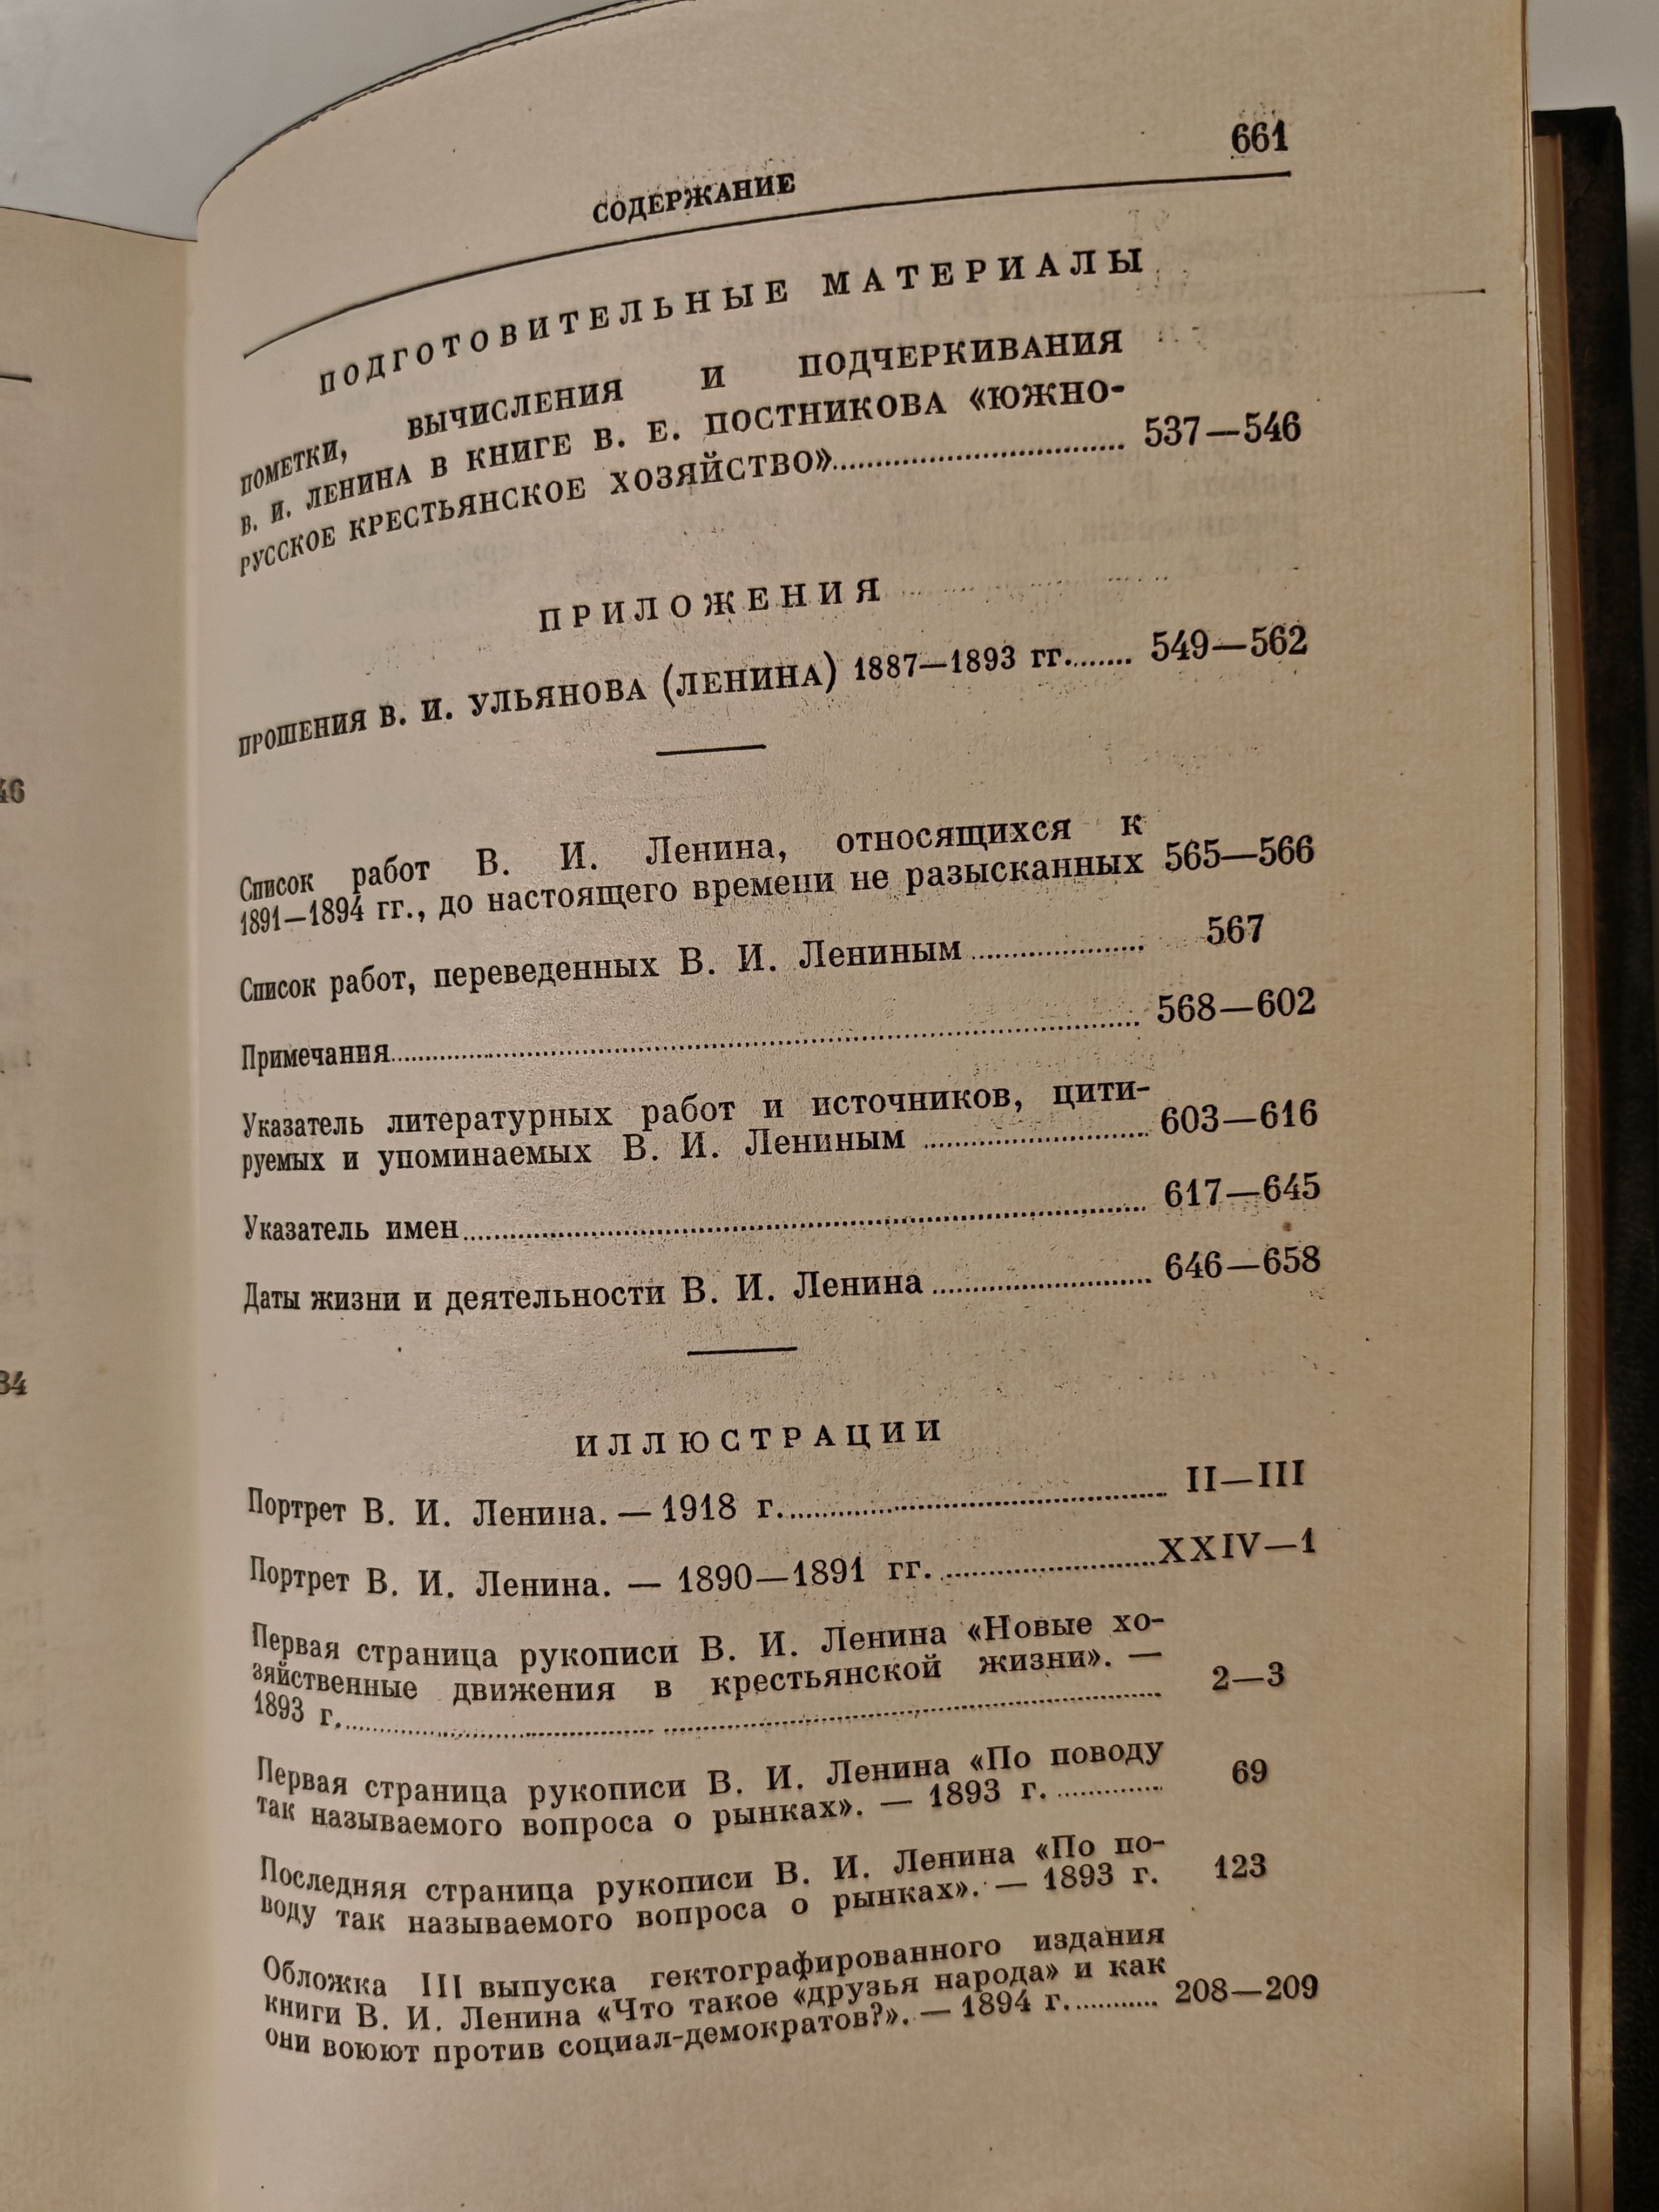 661
СОДЕРЖАНИЕ
ПОДГОТОВИТЕЛЬНЫЕ МАТЕРИАЛЫ
ПОМЕТКИ, ВЫЧИСЛЕНИЯ И ПОДЧЕРКИВАНИЯ
В. И. ЛЕНИНА В КНИГЕ В. Е. ПОСТНИКОВА «ЮЖНО-
РУССКОЕ КРЕСТЬЯНСКОЕ ХОЗЯЙСТВО» 537—546
ПРИЛОЖЕНИЯ
ПРОШЕНИЯ В. И. УЛЬЯНОВА (ЛЕНИНА) 1887—1893 гг. 549—562
Список работ В. И. Ленина, относящихся к
1891—1894 гг., до настоящего времени не разысканных 565—566
Список работ, переведенных В. И. Лениным 567
Примечания 568—602
Указатель литературных работ и источников, цити-
руемых и упоминаемых В. И. Лениным 603—616
Указатель имен 617—645
Даты жизни и деятельности В. И. Ленина 646—658
ИЛЛЮСТРАЦИИ
Портрет В. И. Ленина. — 1918 г. II—III
Портрет В. И. Ленина. — 1890—1891 гг. XXIV—1
Первая страница рукописи В. И. Ленина «Новые хо-
зяйственные движения в крестьянской жизни». —
1893 г. 2—3
Первая страница рукописи В. И. Ленина «По поводу
так называемого вопроса о рынках». — 1893 г. 69
Последняя страница рукописи В. И. Ленина «По по-
воду так называемого вопроса о рынках». — 1893 г. 123
Обложка III выпуска гектографированного издания
книги В. И. Ленина «Что такое «друзья народа» и как
они воюют против социал-демократов?». — 1894 г. 208—209
46
84